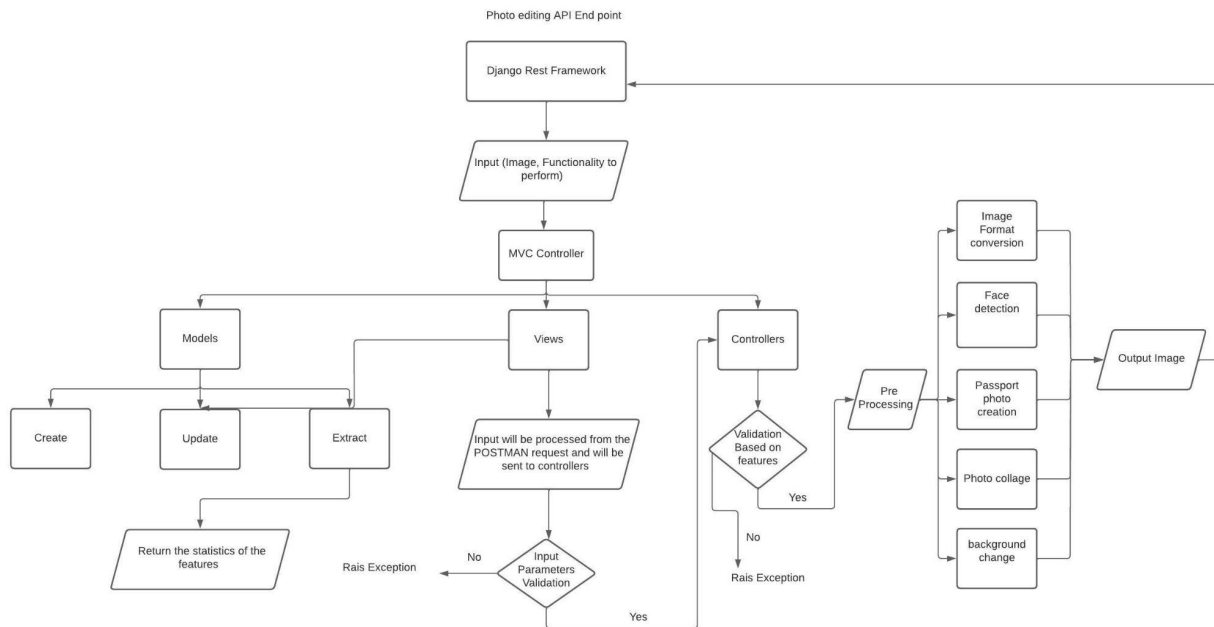 Photo editing API End point
Django Rest Framework
Input (Image, Functionality to
perform)
MVC Controller
Models
Views
Controllers
Create
Update
Extract
Return the statistics of the
features
Input will be processed from the
POSTMAN request and will be
sent to controllers
Input
Parameters
Validation
No
Rais Exception
Yes
Validation
Based on
features
No
Rais Exception
Yes
Pre
Processing
Image
Format
conversion
Face
detection
Passport
photo
creation
Photo collage
background
change
Output Image